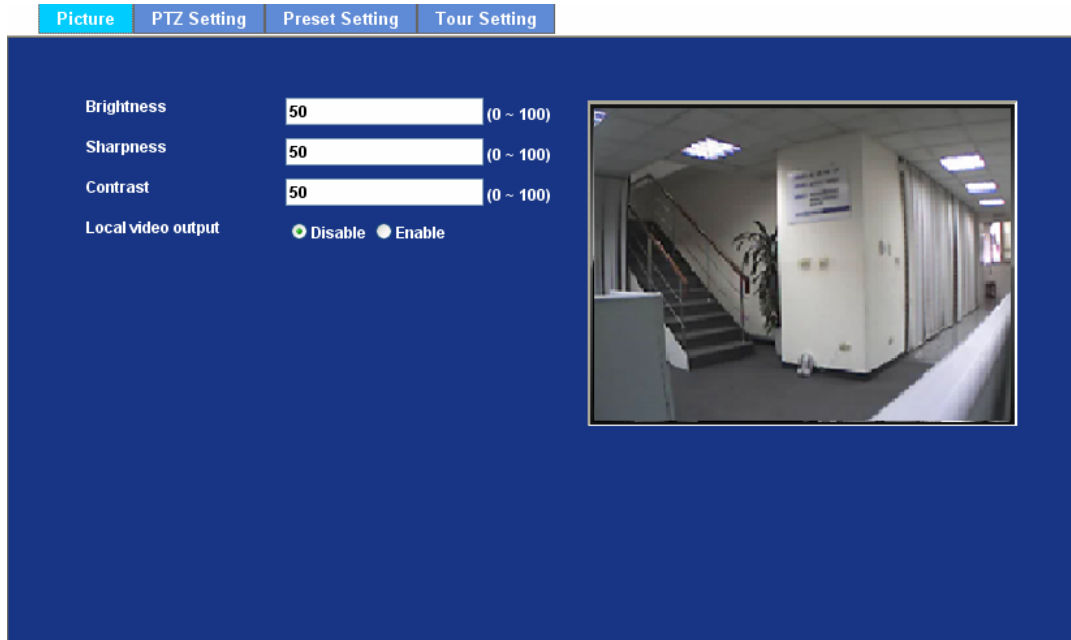 Picture PTZ Setting Preset Setting Tour Setting
Brightness 50 (0 ~ 100)
Sharpness 50 (0 ~ 100)
Contrast 50 (0 ~ 100)
Local video output Disable Enable